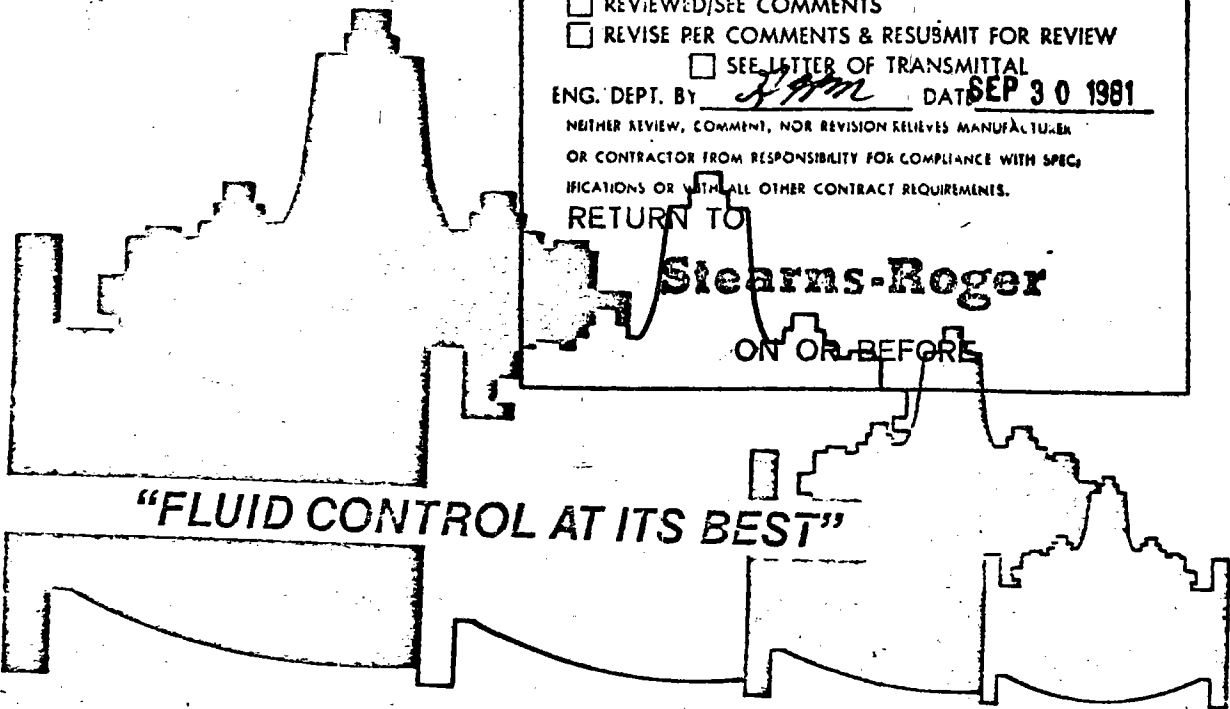 REVIEWED/SEE COMMENTS
REVISE PER COMMENTS & RESUBMIT FOR REVIEW
SEE LETTER OF TRANSMITTAL
ENG. DEPT. BY DATE SEP 30 1981
NEITHER REVIEW, COMMENT, NOR REVISION RELIEVES MANUFACTURER
OR CONTRACTOR FROM RESPONSIBILITY FOR COMPLIANCE WITH SPEC
IFICATIONS OR WITH ALL OTHER CONTRACT REQUIREMENTS.
RETURN TO
Stearns-Roger
ON OR BEFORE
"FLUID CONTROL AT ITS BEST"